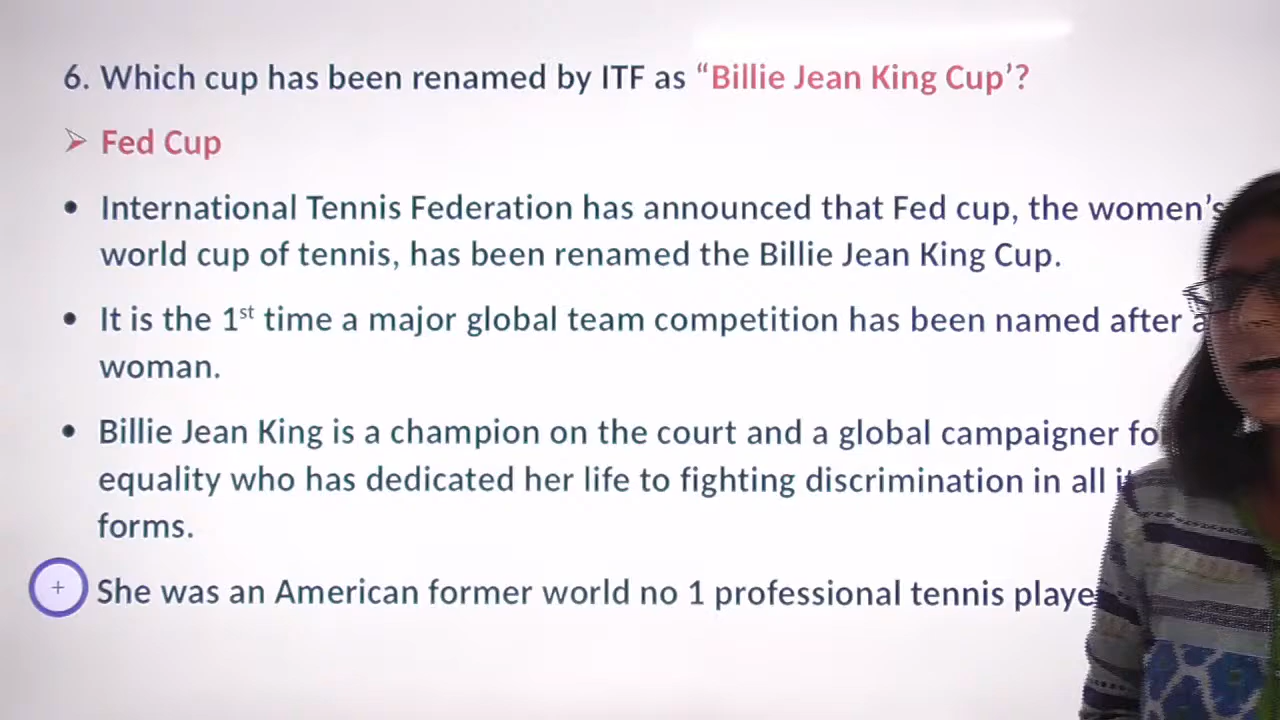 6. Which cup has been renamed by ITF as “Billie Jean King Cup’?
➢ Fed Cup
• International Tennis Federation has announced that Fed cup, the women’s
world cup of tennis, has been renamed the Billie Jean King Cup.
• It is the 1st time a major global team competition has been named after a
woman.
• Billie Jean King is a champion on the court and a global campaigner fo
equality who has dedicated her life to fighting discrimination in all it
forms.
She was an American former world no 1 professional tennis playe